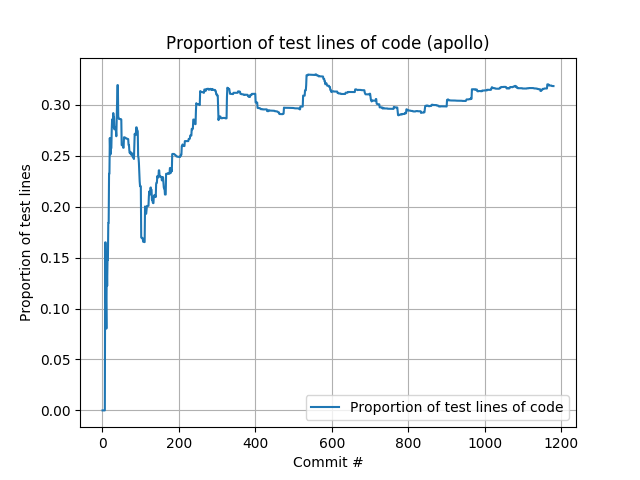 Proportion of test lines of code (apollo)
Proportion of test lines
0.30
0.25
0.20
0.15
0.10
0.05
0.00
Proportion of test lines of code
0 200 400 600 800 1000 1200
Commit #